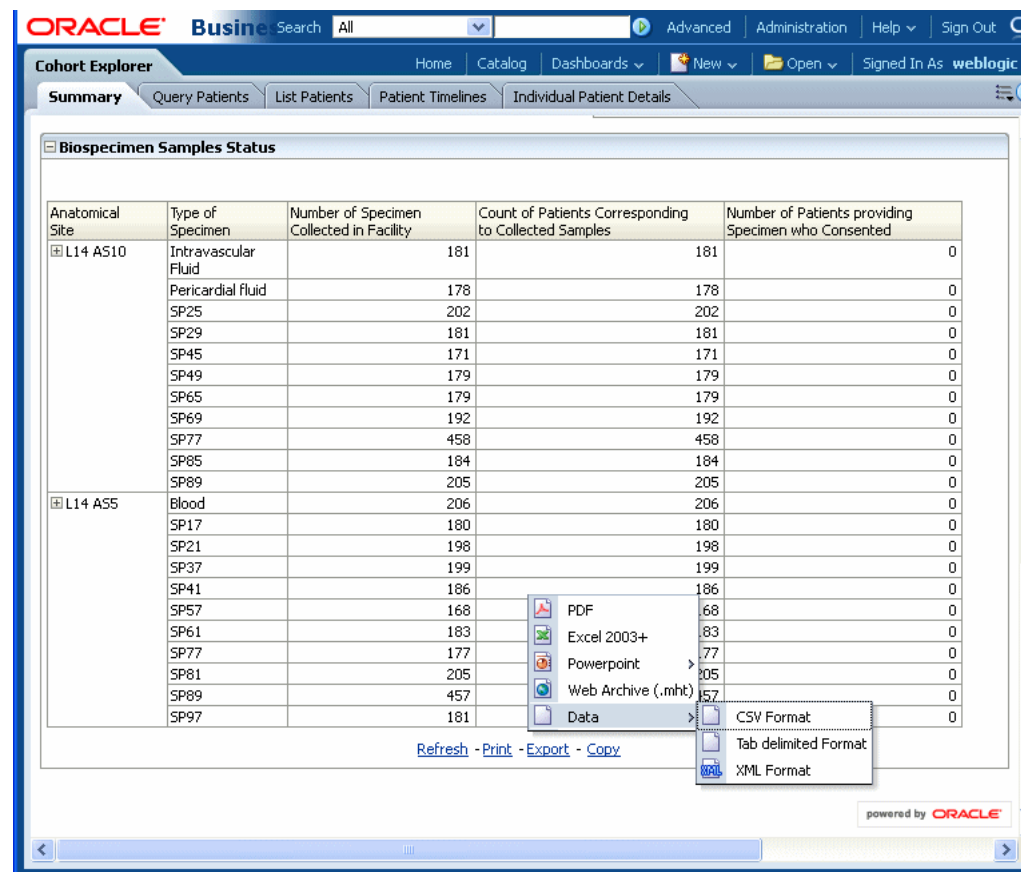 ORACLE Busines Search All Advanced Administration Help Sign Out
Cohort Explorer Home Catalog Dashboards New Open Signed In As weblogic
Summary Query Patients List Patients Patient Timelines Individual Patient Details
Biospecimen Samples Status
Anatomical Site Type of Specimen Number of Specimen Collected in Facility Count of Patients Corresponding to Collected Samples Number of Patients providing Specimen who Consented
L14 AS10 Intravascular Fluid 181 181 0
Pericardial fluid 178 178 0
SP25 202 202 0
SP29 181 181 0
SP45 171 171 0
SP49 179 179 0
SP65 179 179 0
SP69 192 192 0
SP77 458 458 0
SP85 184 184 0
SP89 205 205 0
L14 AS5 Blood 206 206 0
SP17 180 180 0
SP21 198 198 0
SP37 199 199 0
SP41 186 186 0
SP57 168 68 0
SP61 183 83 0
SP77 177 77 0
SP81 205 205 0
SP89 457 457 0
SP97 181 0
PDF
Excel 2003+
Powerpoint
Web Archive (.mht)
Data
CSV Format
Tab delimited Format
XML Format
Refresh - Print - Export - Copy
powered by ORACLE